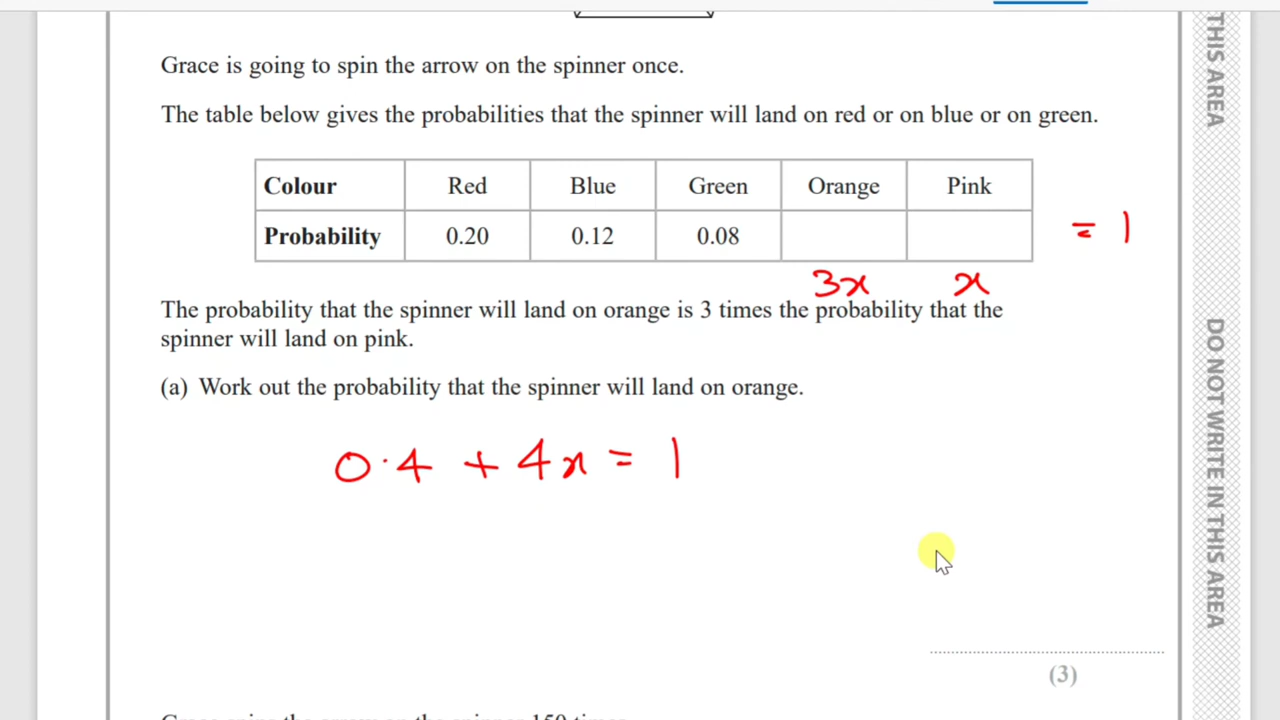 Grace is going to spin the arrow on the spinner once.
The table below gives the probabilities that the spinner will land on red or on blue or on green.
Colour Red Blue Green Orange Pink
Probability 0.20 0.12 0.08 = 1
3x x
The probability that the spinner will land on orange is 3 times the probability that the
spinner will land on pink.
(a) Work out the probability that the spinner will land on orange.
0.4 + 4x = 1
(3)
THIS AREA
DO NOT WRITE IN THIS AREA